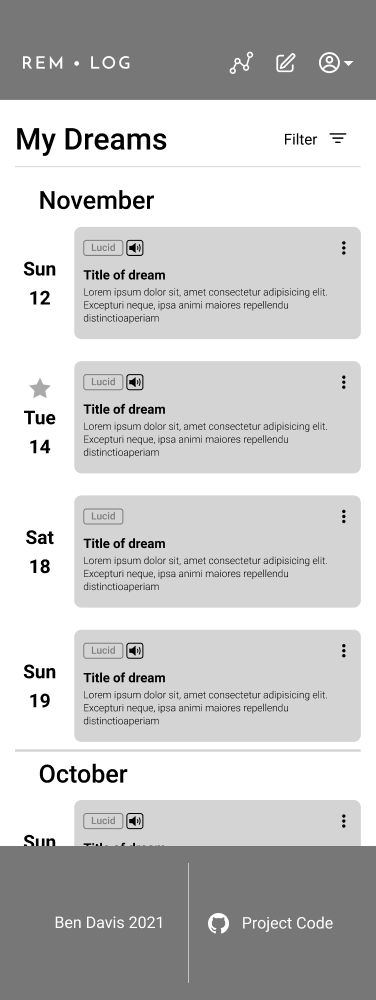 REM • LOG
My Dreams
Filter
November
Sun
12
Lucid
Title of dream
Lorem ipsum dolor sit, amet consectetur adipisicing elit.
Excepturi neque, ipsa animi maiores repellendu
distinctioaperiam
Tue
14
Lucid
Title of dream
Lorem ipsum dolor sit, amet consectetur adipisicing elit.
Excepturi neque, ipsa animi maiores repellendu
distinctioaperiam
Sat
18
Lucid
Title of dream
Lorem ipsum dolor sit, amet consectetur adipisicing elit.
Excepturi neque, ipsa animi maiores repellendu
distinctioaperiam
Sun
19
Lucid
Title of dream
Lorem ipsum dolor sit, amet consectetur adipisicing elit.
Excepturi neque, ipsa animi maiores repellendu
distinctioaperiam
October
Sun
Lucid
Title of dream
Ben Davis 2021
Project Code